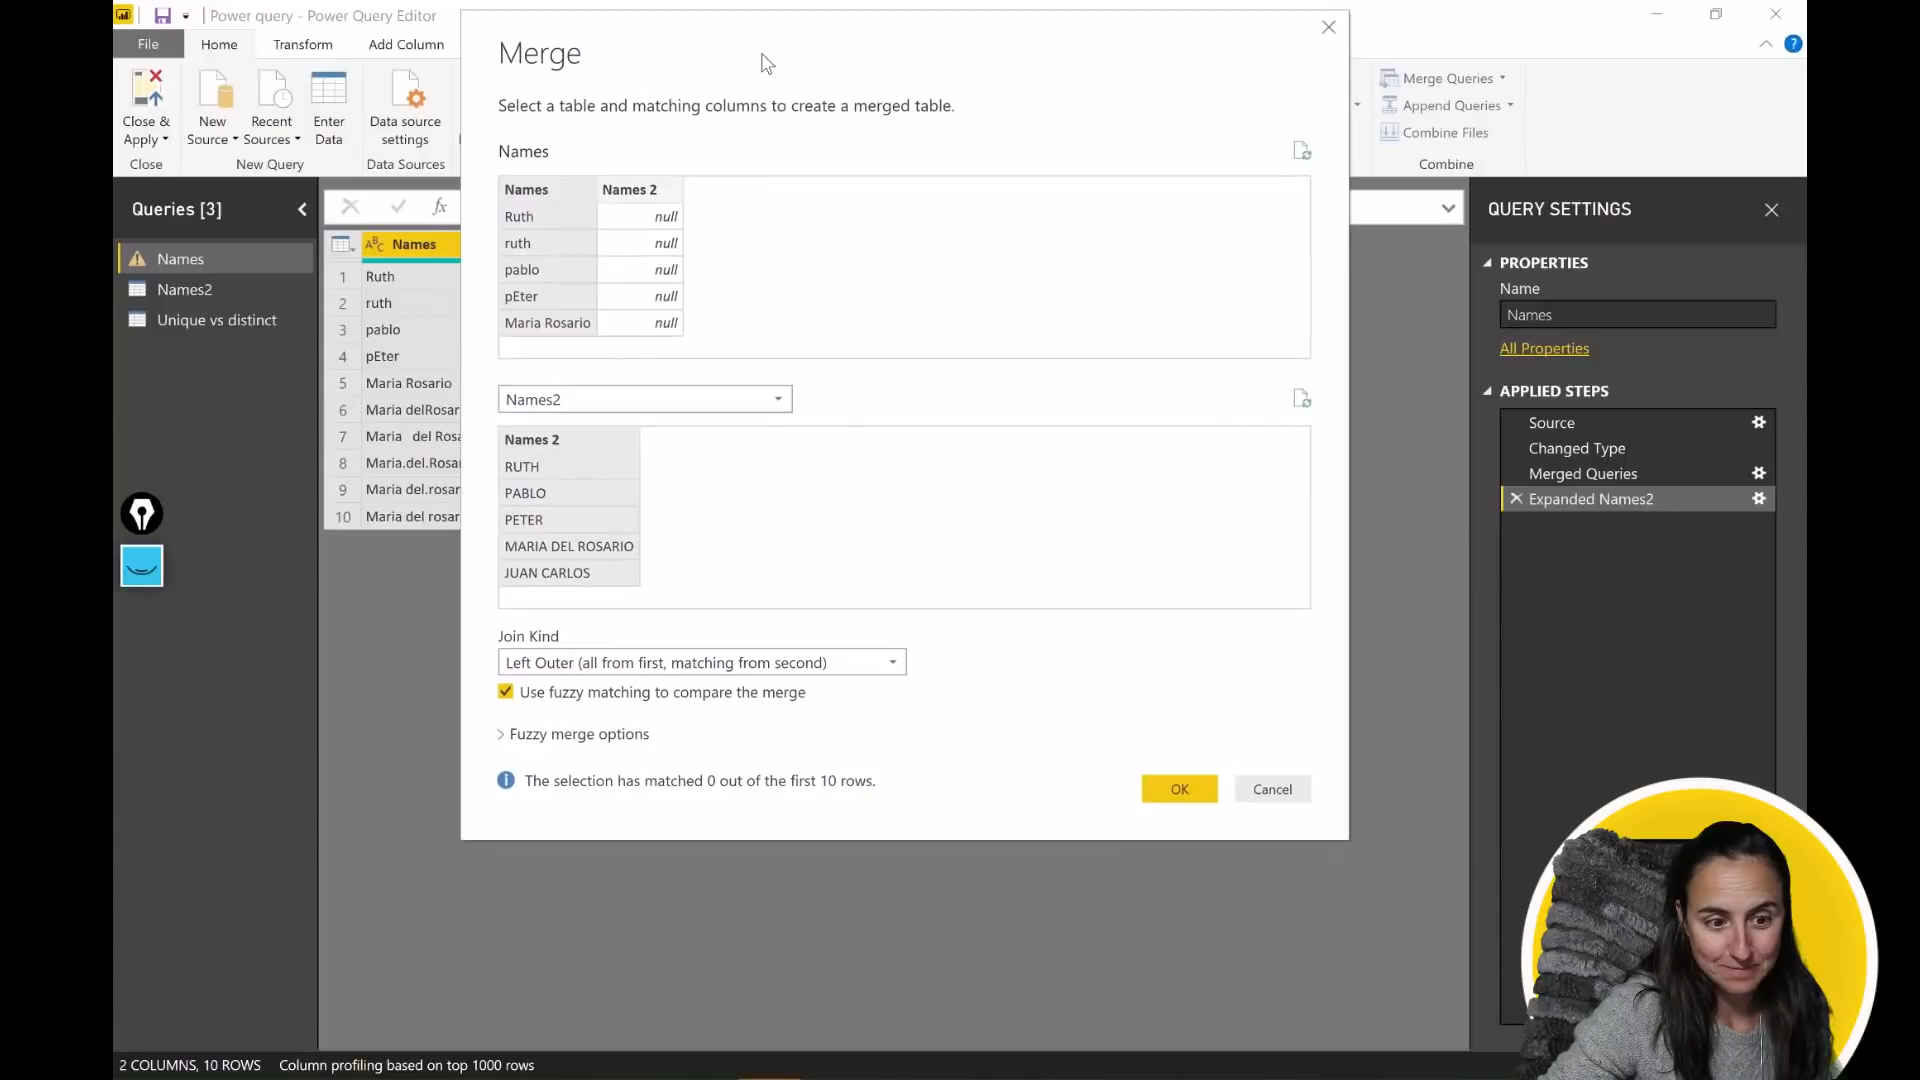 Power query - Power Query Editor
File
Home
Transform
Add Column
Close & Apply
New Source
Recent Sources
Enter Data
Data source settings
Close
New Query
Data Sources
Merge Queries
Append Queries
Combine Files
Combine
Queries [3]
Names
Names2
Unique vs distinct
fx
ABC Names
1 Ruth
2 ruth
3 pablo
4 pEter
5 Maria Rosario
6 Maria delRosar
7 Maria del Rosa
8 Maria.del.Rosar
9 Maria del.rosar
10 Maria del rosar
Merge
Select a table and matching columns to create a merged table.
Names
Names Names 2
Ruth null
ruth null
pablo null
pEter null
Maria Rosario null
Names2
Names 2
RUTH
PABLO
PETER
MARIA DEL ROSARIO
JUAN CARLOS
Join Kind
Left Outer (all from first, matching from second)
Use fuzzy matching to compare the merge
Fuzzy merge options
The selection has matched 0 out of the first 10 rows.
OK
Cancel
QUERY SETTINGS
PROPERTIES
Name
Names
All Properties
APPLIED STEPS
Source
Changed Type
Merged Queries
Expanded Names2
2 COLUMNS, 10 ROWS
Column profiling based on top 1000 rows